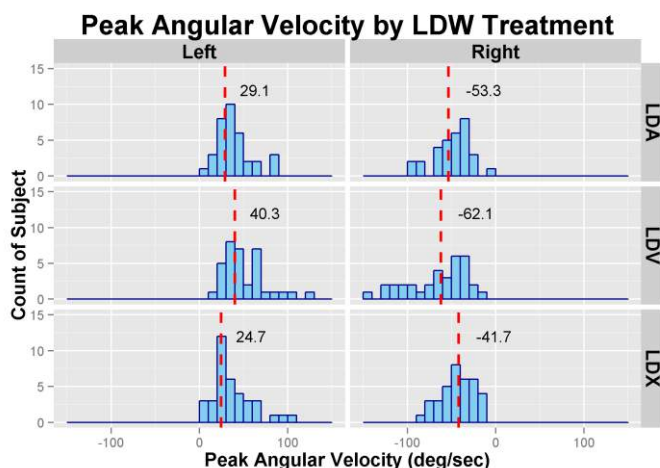 Peak Angular Velocity by LDW Treatment
Left
Right
15
10
5
0
29.1
-53.3
LDA
Count of Subject
15
10
5
0
40.3
-62.1
LDV
15
10
5
0
24.7
-41.7
LDX
-100 0 100
-100 0 100
Peak Angular Velocity (deg/sec)